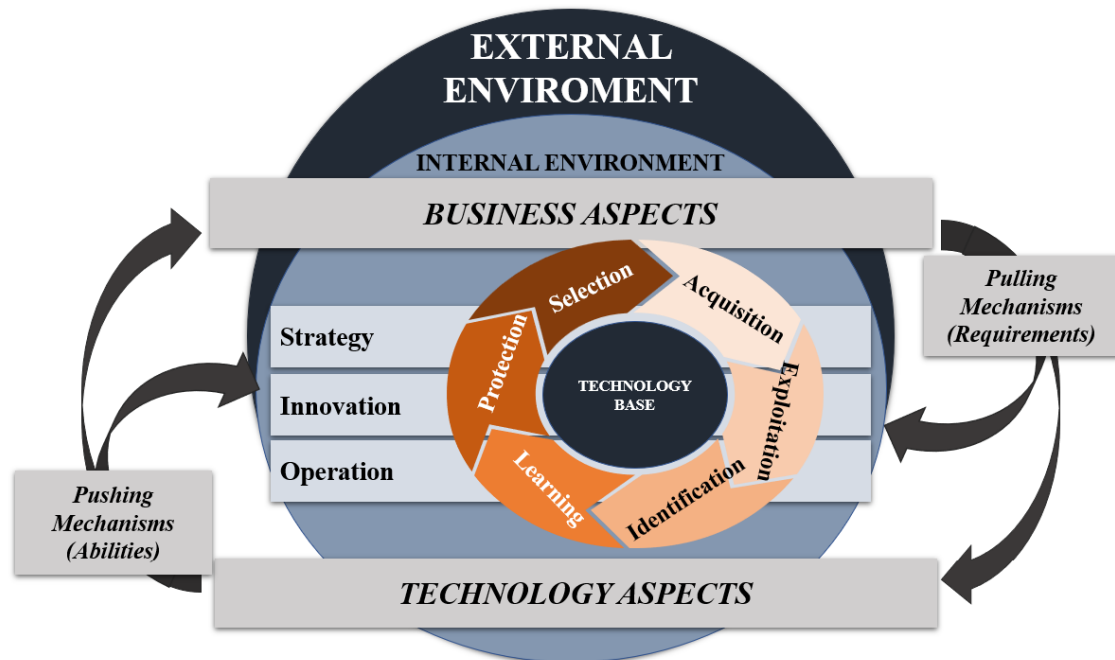 EXTERNAL
ENVIROMENT
INTERNAL ENVIRONMENT
BUSINESS ASPECTS
Pulling
Mechanisms
(Requirements)
Selection
Acquisition
Strategy
Protection
Exploitation
TECHNOLOGY
BASE
Innovation
Operation
Learning
Identification
Pushing
Mechanisms
(Abilities)
TECHNOLOGY ASPECTS